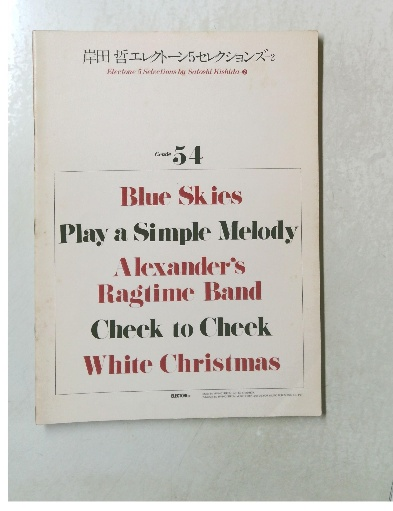 岸田 哲エレクトーン5セレクションズ-2
Electone 5 Selections by Satoshi Kishida-2
Grade 54
Blue Skies
Play a Simple Melody
Alexander's
Ragtime Band
Cheek to Cheek
White Christmas